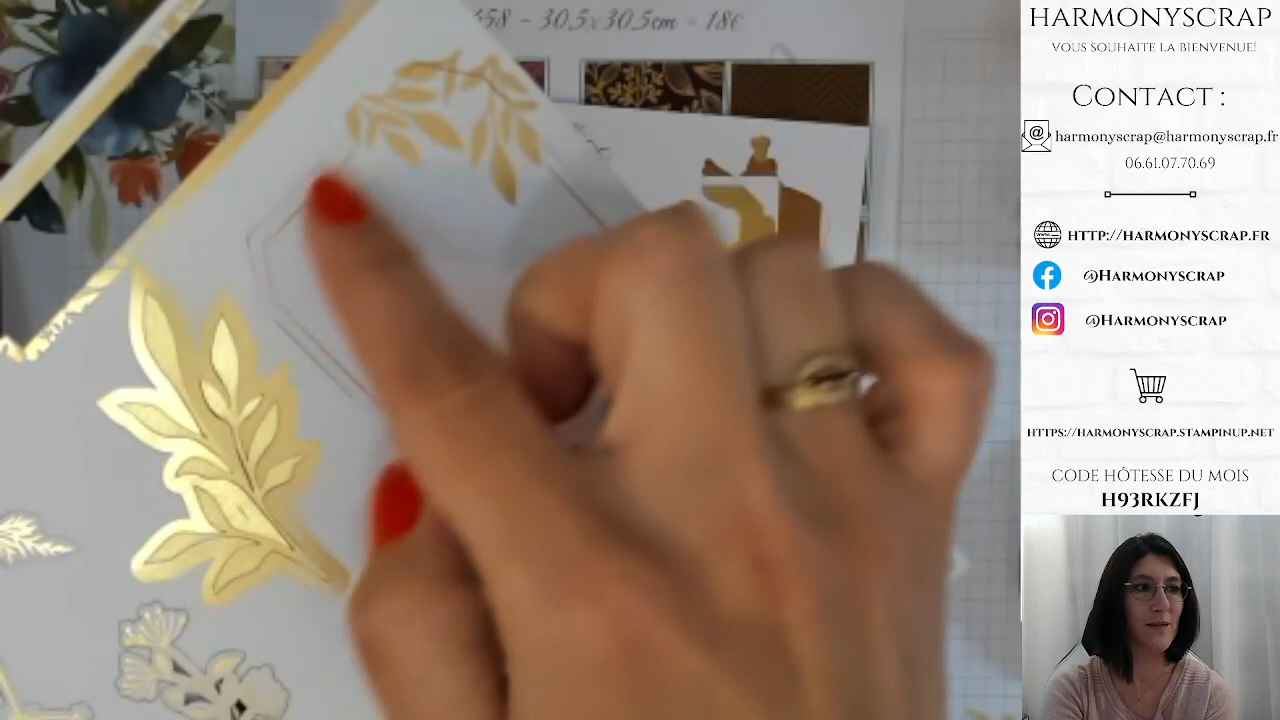 658 - 30,5x30,5cm - 18€
HARMONYSCRAP
VOUS SOUHAITE LA BIENVENUE!
CONTACT :
harmonyscrap@harmonyscrap.fr
06.61.07.70.69
HTTP://HARMONYSCRAP.FR
@HARMONYSCRAP
@HARMONYSCRAP
HTTPS://HARMONYSCRAP.STAMPINUP.NET
CODE HÔTESSE DU MOIS
H93RKZFJ